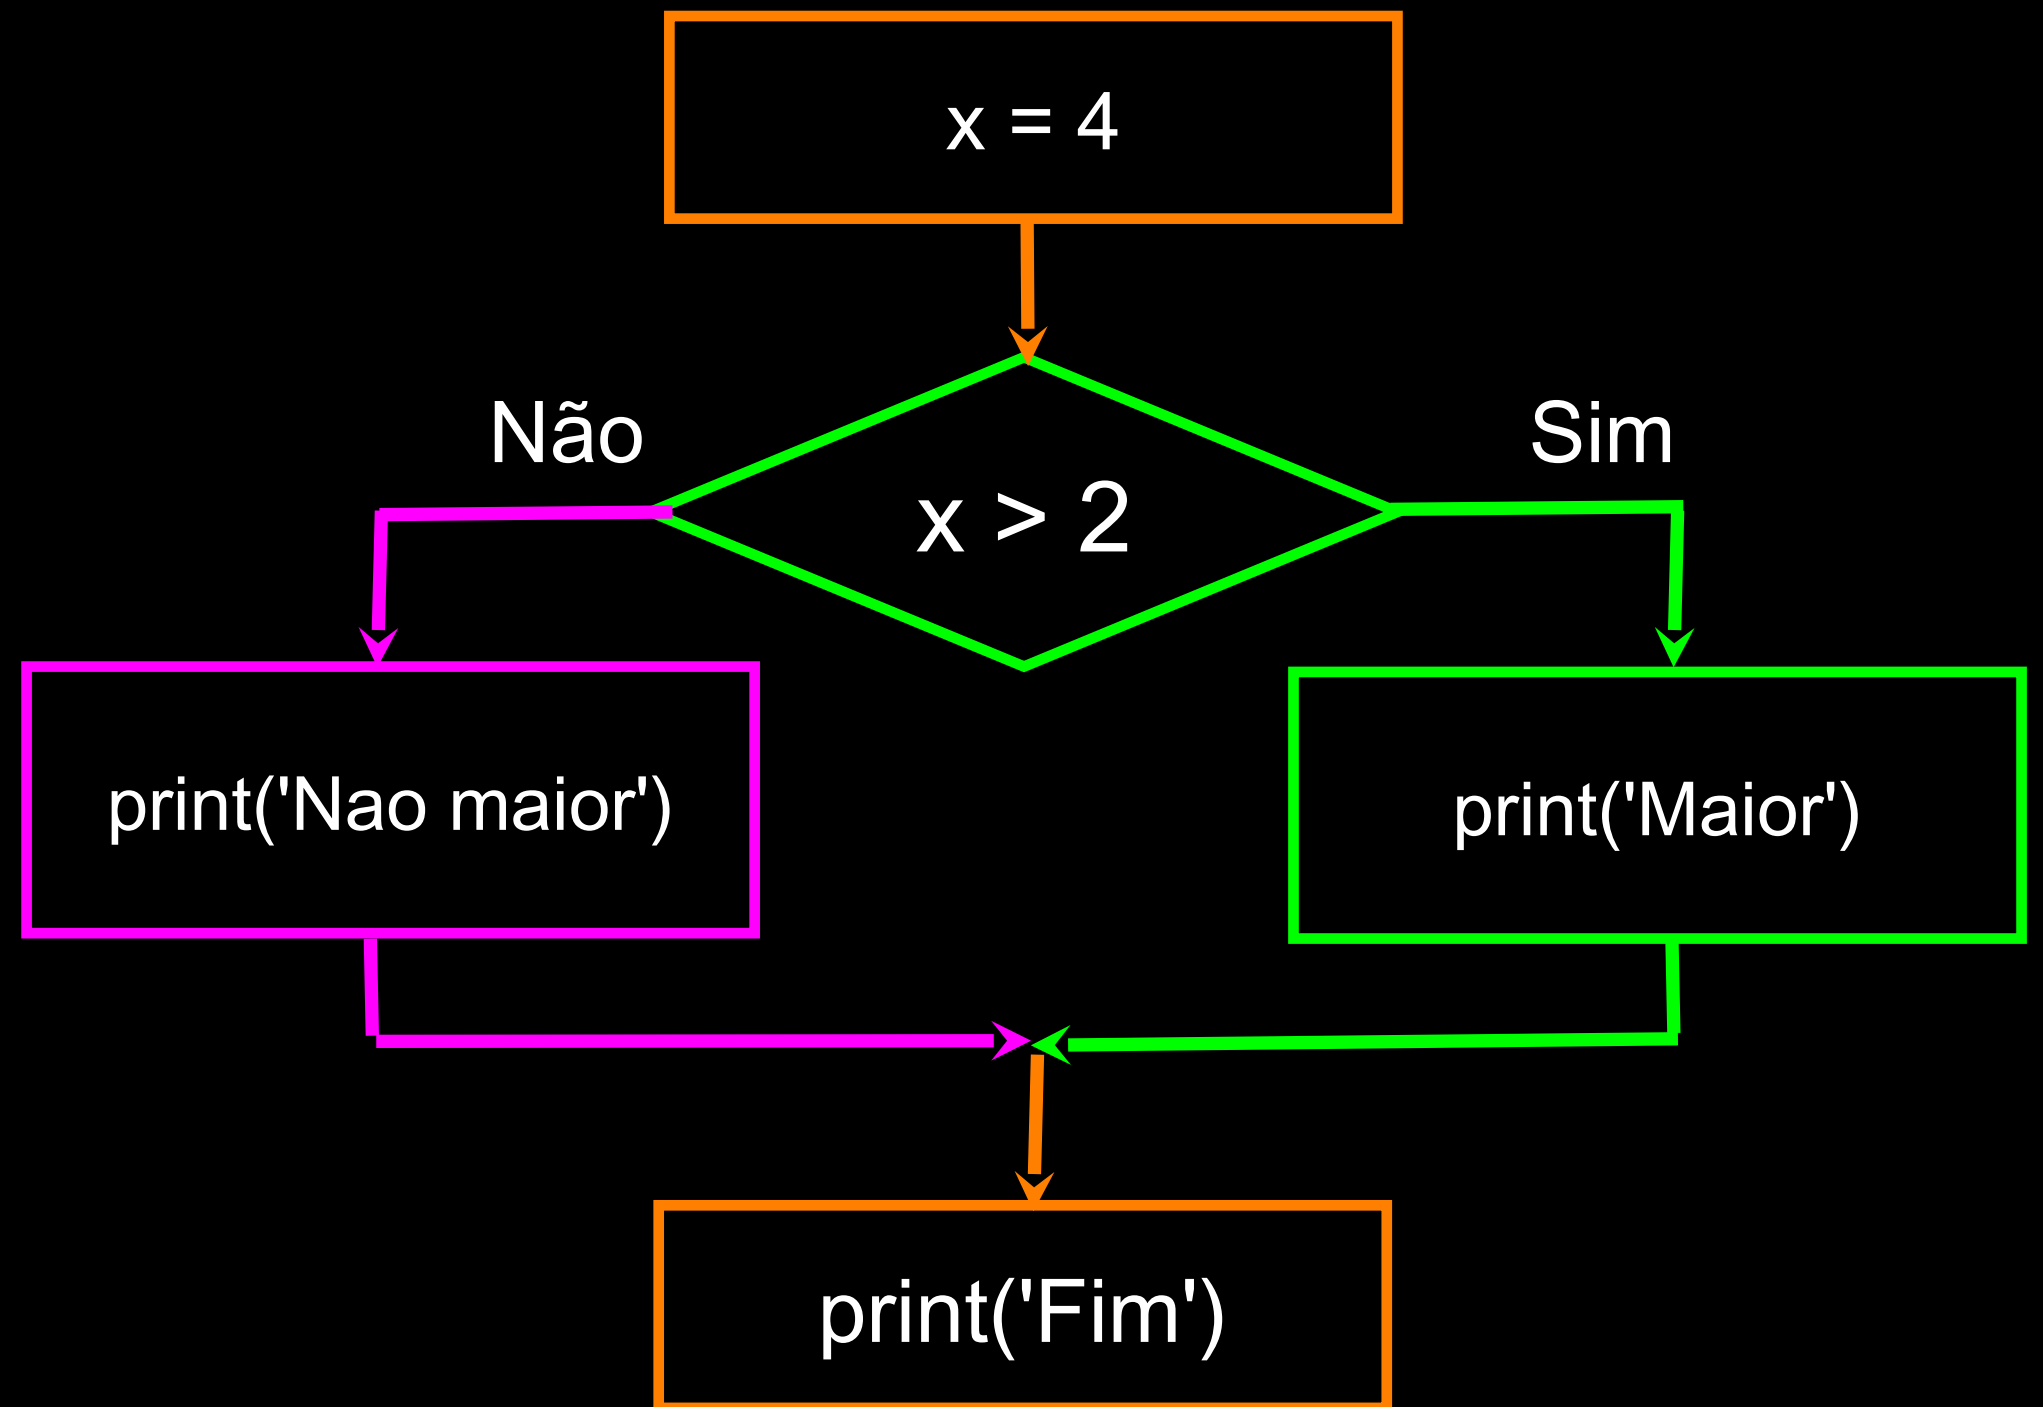 x = 4
Não
Sim
x > 2
print('Nao maior')
print('Maior')
print('Fim')